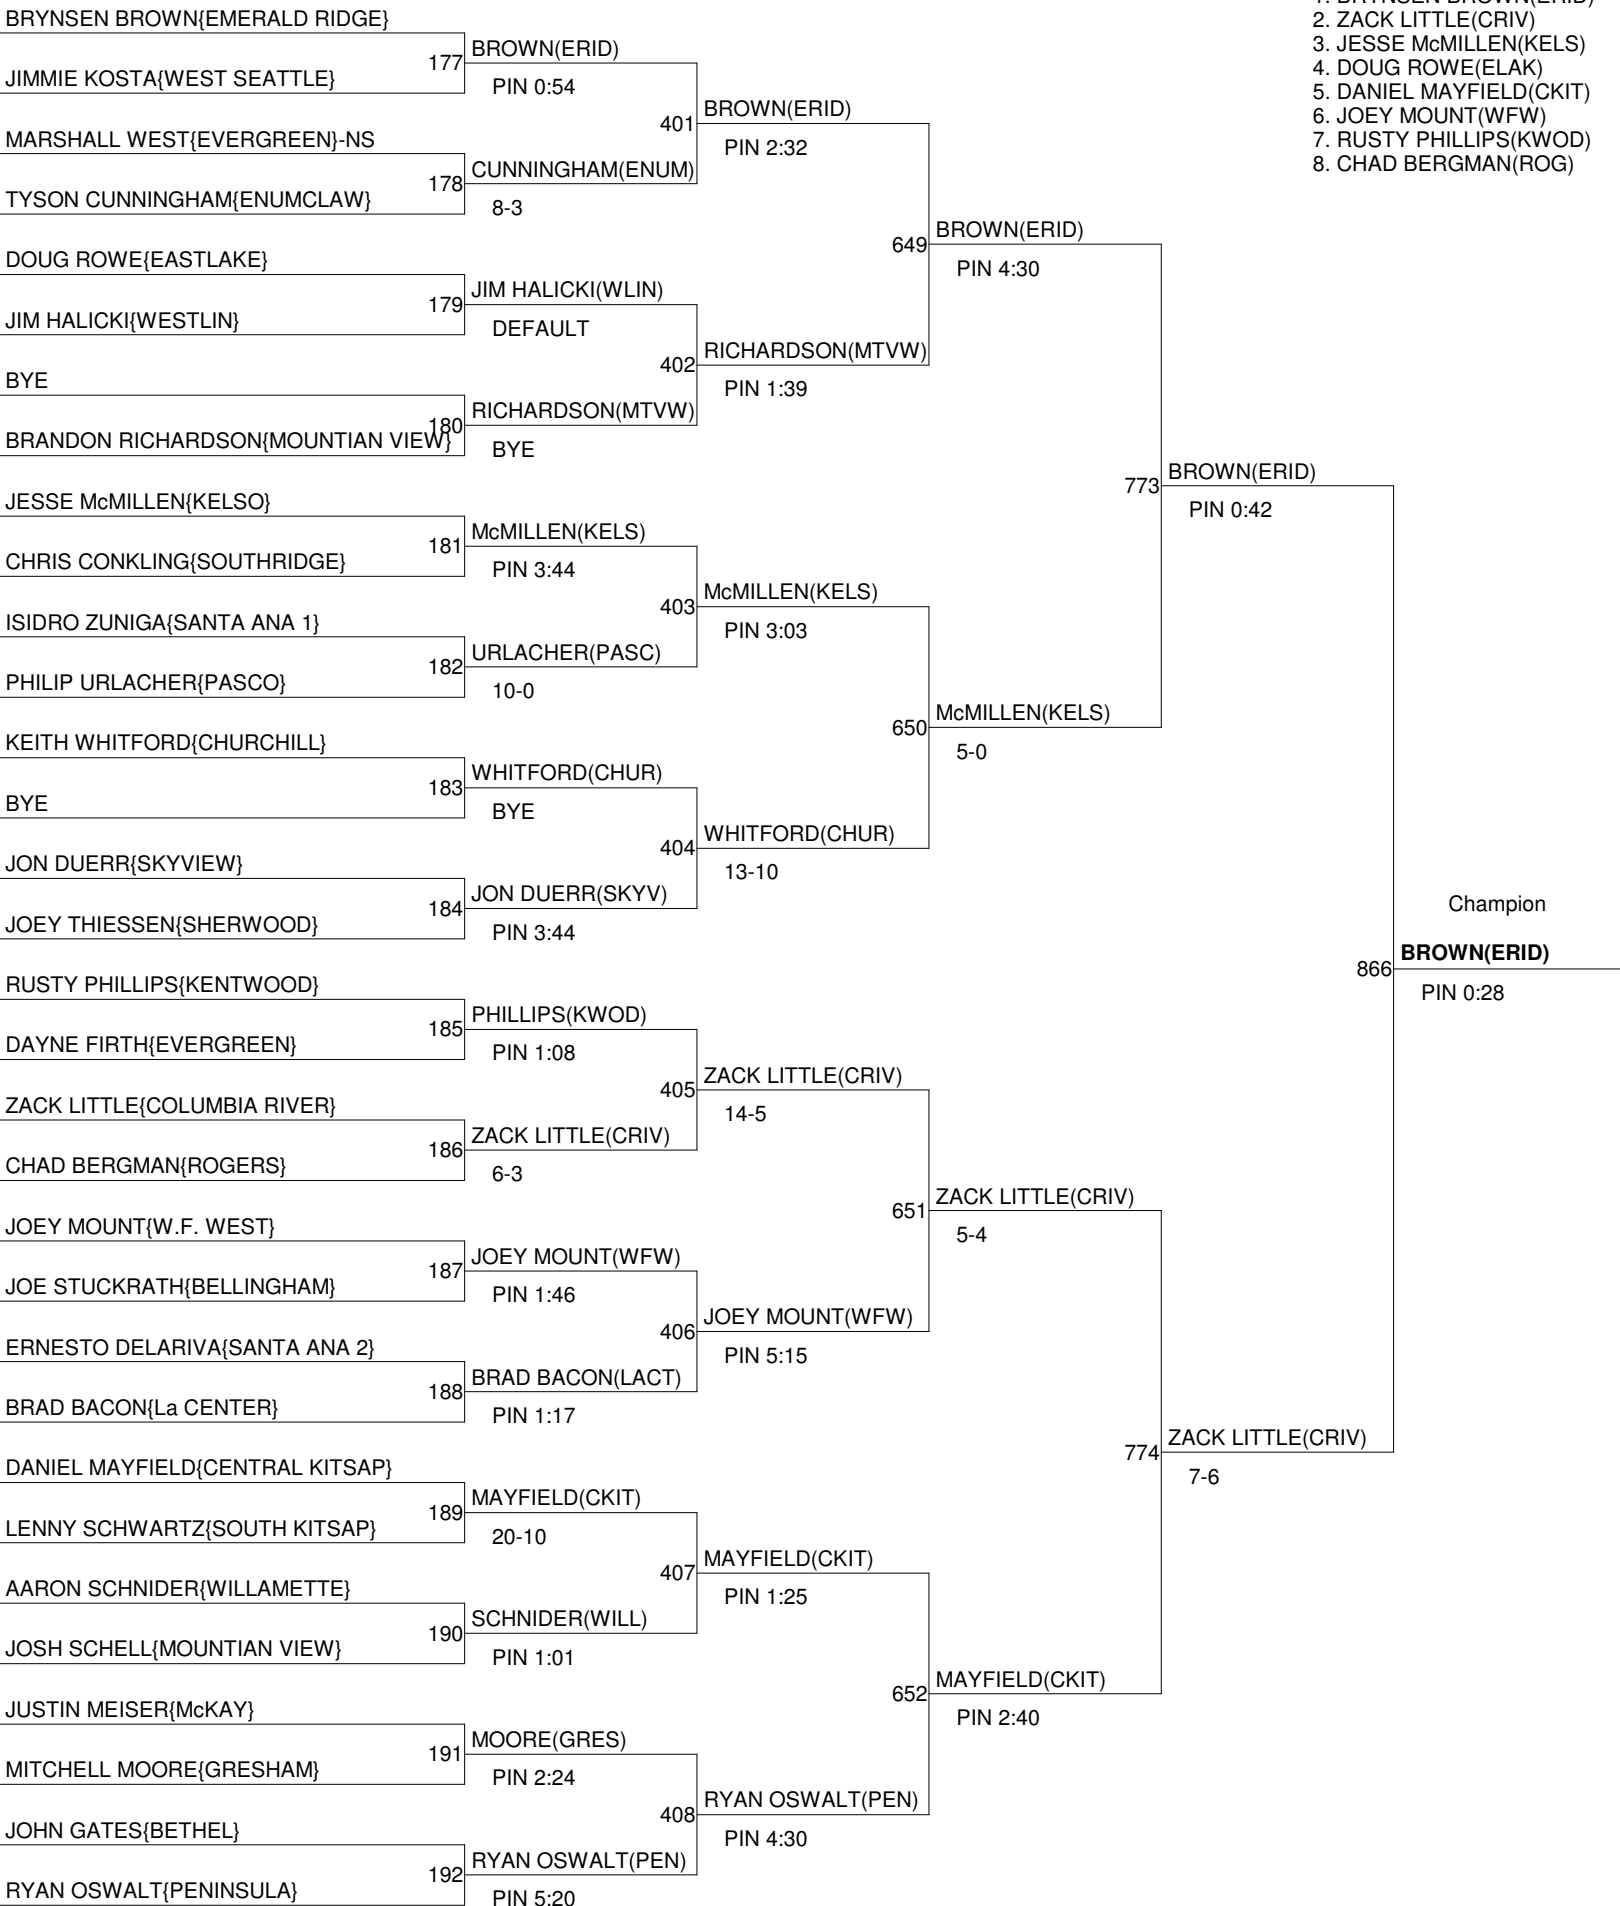 1. BRYNSEN BROWN(ERID)
2. ZACK LITTLE(CRIV)
3. JESSE McMILLEN(KELS)
4. DOUG ROWE(ELAK)
5. DANIEL MAYFIELD(CKIT)
6. JOEY MOUNT(WFW)
7. RUSTY PHILLIPS(KWOD)
8. CHAD BERGMAN(ROG)
BRYNSEN BROWN{EMERALD RIDGE}
JIMMIE KOSTA{WEST SEATTLE}
MARSHALL WEST{EVERGREEN}-NS
TYSON CUNNINGHAM{ENUMCLAW}
DOUG ROWE{EASTLAKE}
JIM HALICKI{WESTLIN}
BYE
BRANDON RICHARDSON{MOUNTIAN VIEW}
JESSE McMILLEN{KELSO}
CHRIS CONKLING{SOUTHRIDGE}
ISIDRO ZUNIGA{SANTA ANA 1}
PHILIP URLACHER{PASCO}
KEITH WHITFORD{CHURCHILL}
BYE
JON DUERR{SKYVIEW}
JOEY THIESSEN{SHERWOOD}
RUSTY PHILLIPS{KENTWOOD}
DAYNE FIRTH{EVERGREEN}
ZACK LITTLE{COLUMBIA RIVER}
CHAD BERGMAN{ROGERS}
JOEY MOUNT{W.F. WEST}
JOE STUCKRATH{BELLINGHAM}
ERNESTO DELARIVA{SANTA ANA 2}
BRAD BACON{La CENTER}
DANIEL MAYFIELD{CENTRAL KITSAP}
LENNY SCHWARTZ{SOUTH KITSAP}
AARON SCHNIDER{WILLAMETTE}
JOSH SCHELL{MOUNTIAN VIEW}
JUSTIN MEISER{McKAY}
MITCHELL MOORE{GRESHAM}
JOHN GATES{BETHEL}
RYAN OSWALT{PENINSULA}
177 BROWN(ERID)
PIN 0:54
178 CUNNINGHAM(ENUM)
8-3
179 JIM HALICKI(WLIN)
DEFAULT
180 RICHARDSON(MTVW)
BYE
181 McMILLEN(KELS)
PIN 3:44
182 URLACHER(PASC)
10-0
183 WHITFORD(CHUR)
BYE
184 JON DUERR(SKYV)
PIN 3:44
185 PHILLIPS(KWOD)
PIN 1:08
186 ZACK LITTLE(CRIV)
6-3
187 JOEY MOUNT(WFW)
PIN 1:46
188 BRAD BACON(LACT)
PIN 1:17
189 MAYFIELD(CKIT)
20-10
190 SCHNIDER(WILL)
PIN 1:01
191 MOORE(GRES)
PIN 2:24
192 RYAN OSWALT(PEN)
PIN 5:20
401 BROWN(ERID)
PIN 2:32
402 RICHARDSON(MTVW)
PIN 1:39
403 McMILLEN(KELS)
PIN 3:03
404 WHITFORD(CHUR)
13-10
405 ZACK LITTLE(CRIV)
14-5
406 JOEY MOUNT(WFW)
PIN 5:15
407 MAYFIELD(CKIT)
PIN 1:25
408 RYAN OSWALT(PEN)
PIN 4:30
649 BROWN(ERID)
PIN 4:30
650 McMILLEN(KELS)
5-0
651 ZACK LITTLE(CRIV)
5-4
652 MAYFIELD(CKIT)
PIN 2:40
773 BROWN(ERID)
PIN 0:42
774 ZACK LITTLE(CRIV)
7-6
Champion
866 BROWN(ERID)
PIN 0:28